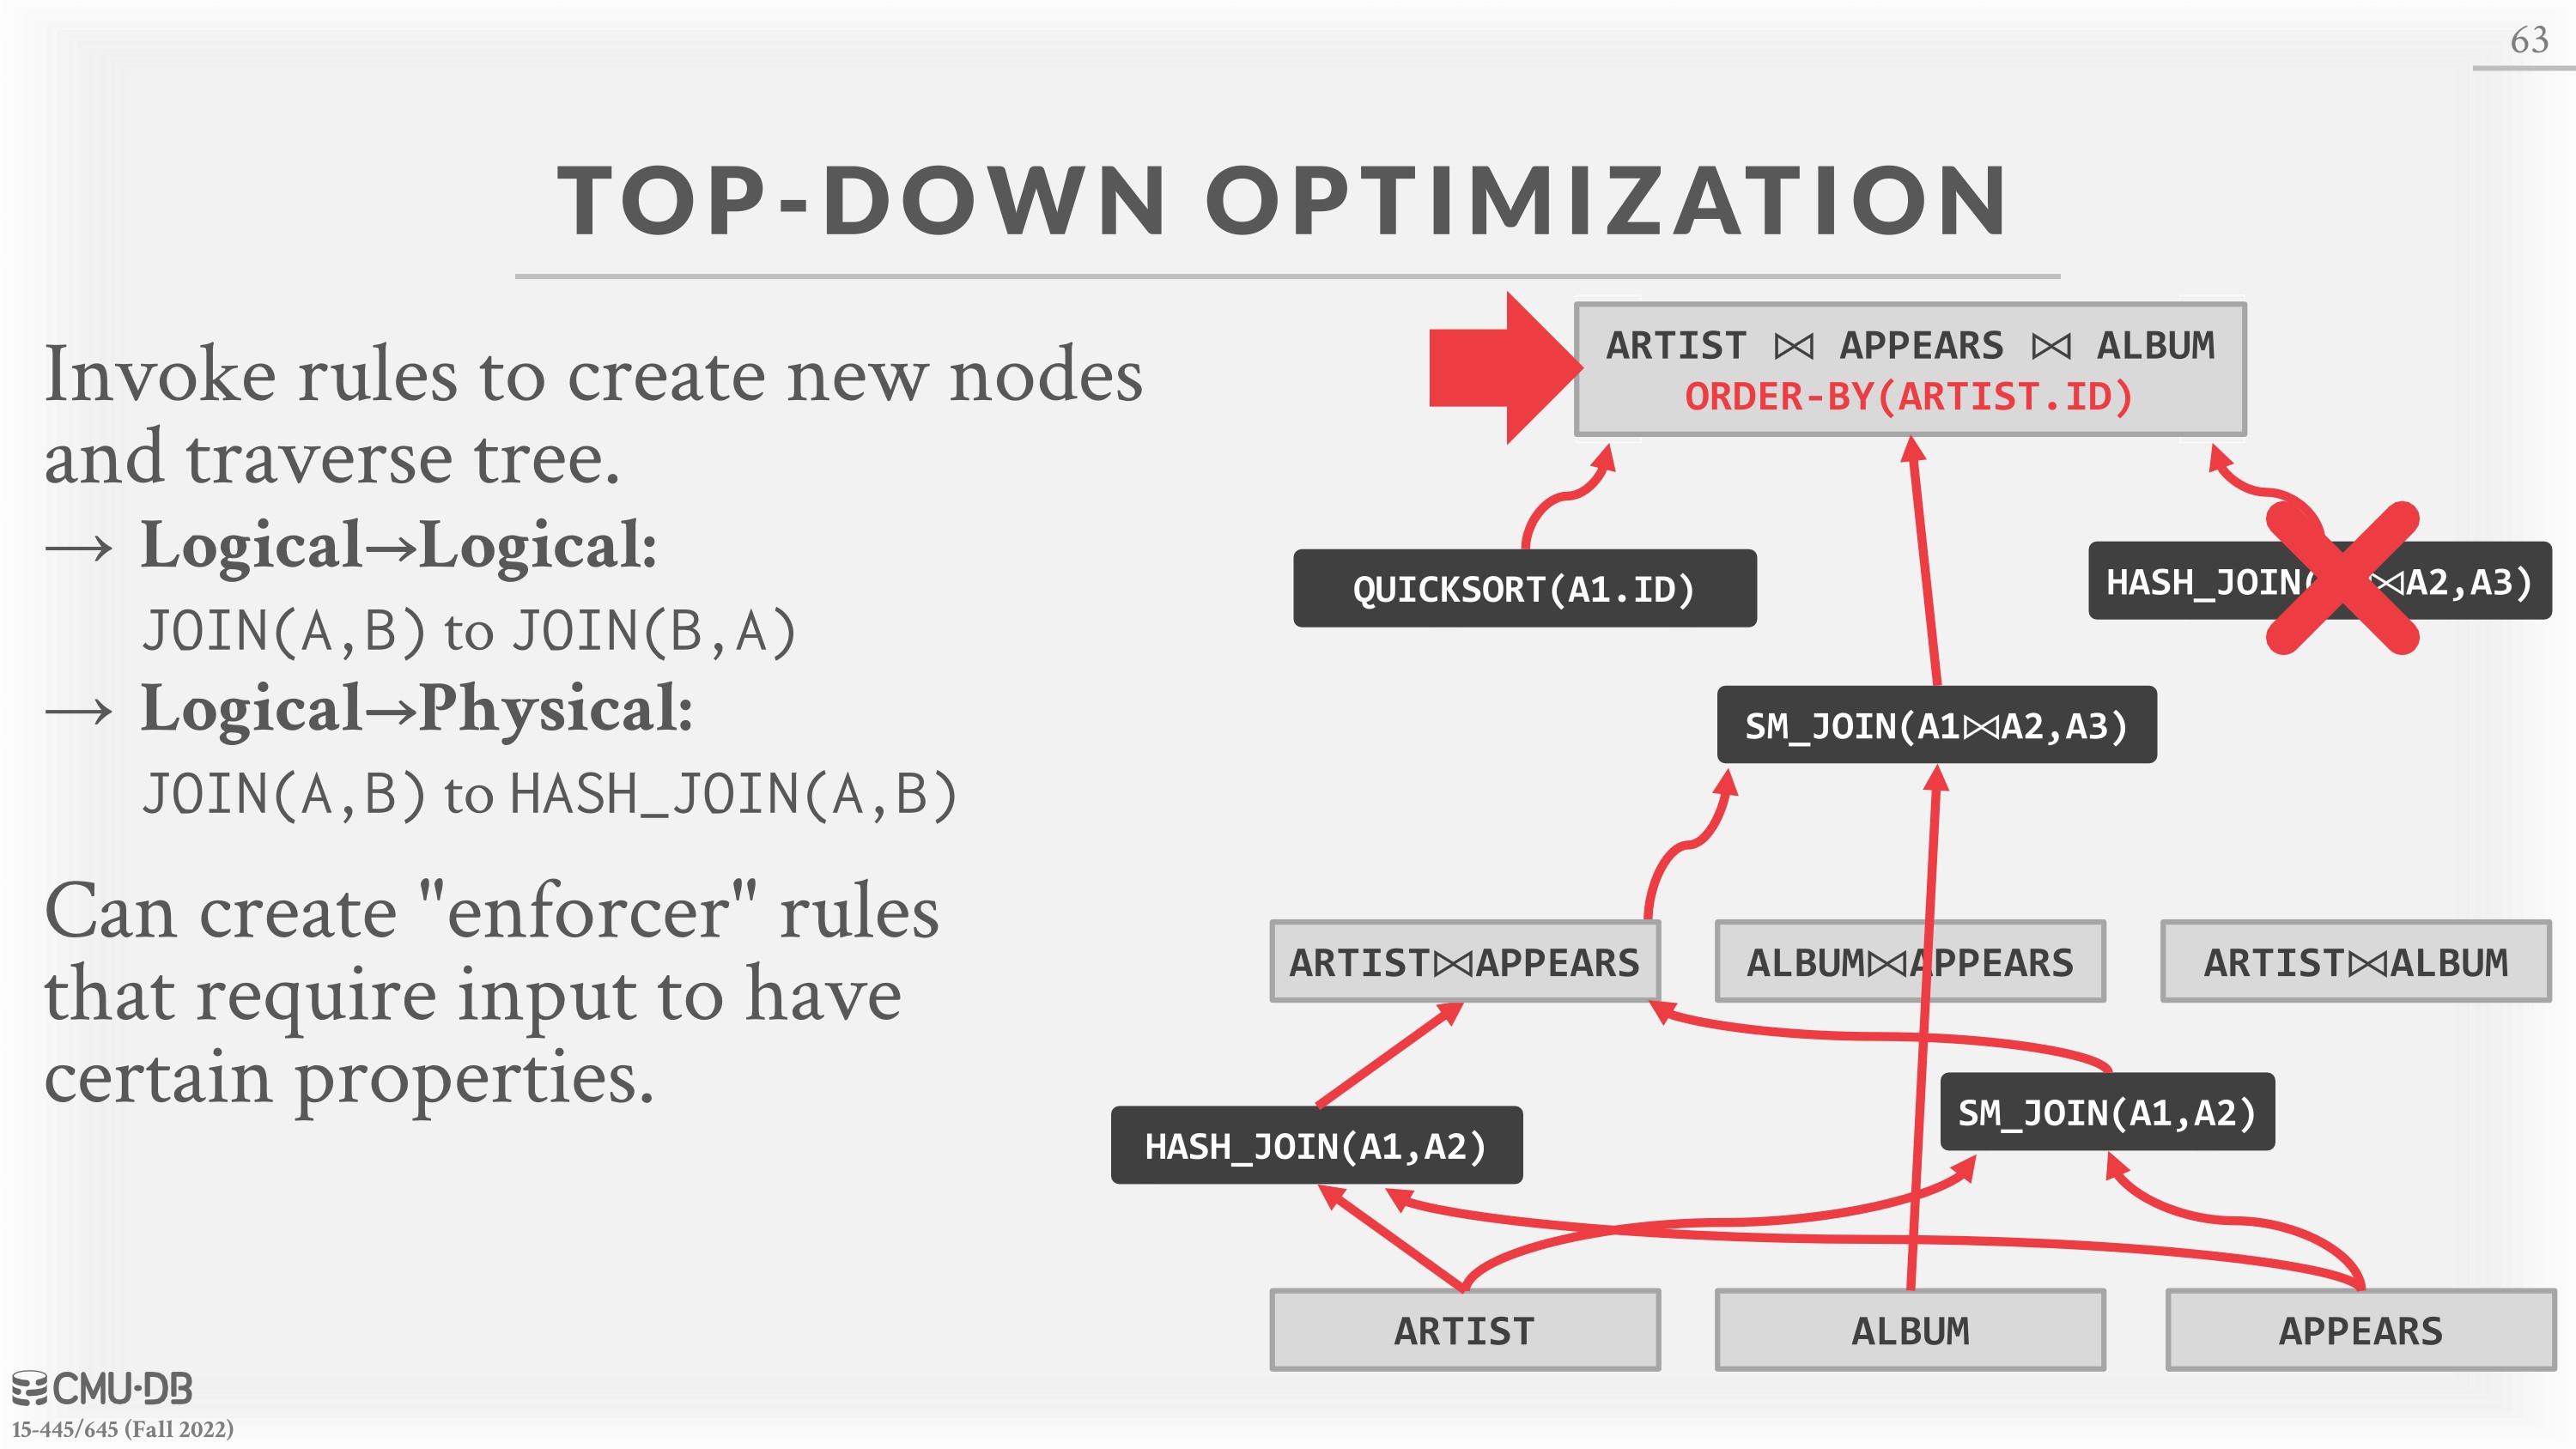 63
TOP-DOWN OPTIMIZATION
Invoke rules to create new nodes
and traverse tree.
→ Logical→Logical:
JOIN(A,B) to JOIN(B,A)
→ Logical→Physical:
JOIN(A,B) to HASH_JOIN(A,B)
Can create "enforcer" rules
that require input to have
certain properties.
ARTIST ⋈ APPEARS ⋈ ALBUM
ORDER-BY(ARTIST.ID)
QUICKSORT(A1.ID)
HASH_JOIN( ⋈A2,A3)
SM_JOIN(A1⋈A2,A3)
ARTIST⋈APPEARS
ALBUM⋈APPEARS
ARTIST⋈ALBUM
HASH_JOIN(A1,A2)
SM_JOIN(A1,A2)
ARTIST
ALBUM
APPEARS
CMU·DB
15-445/645 (Fall 2022)